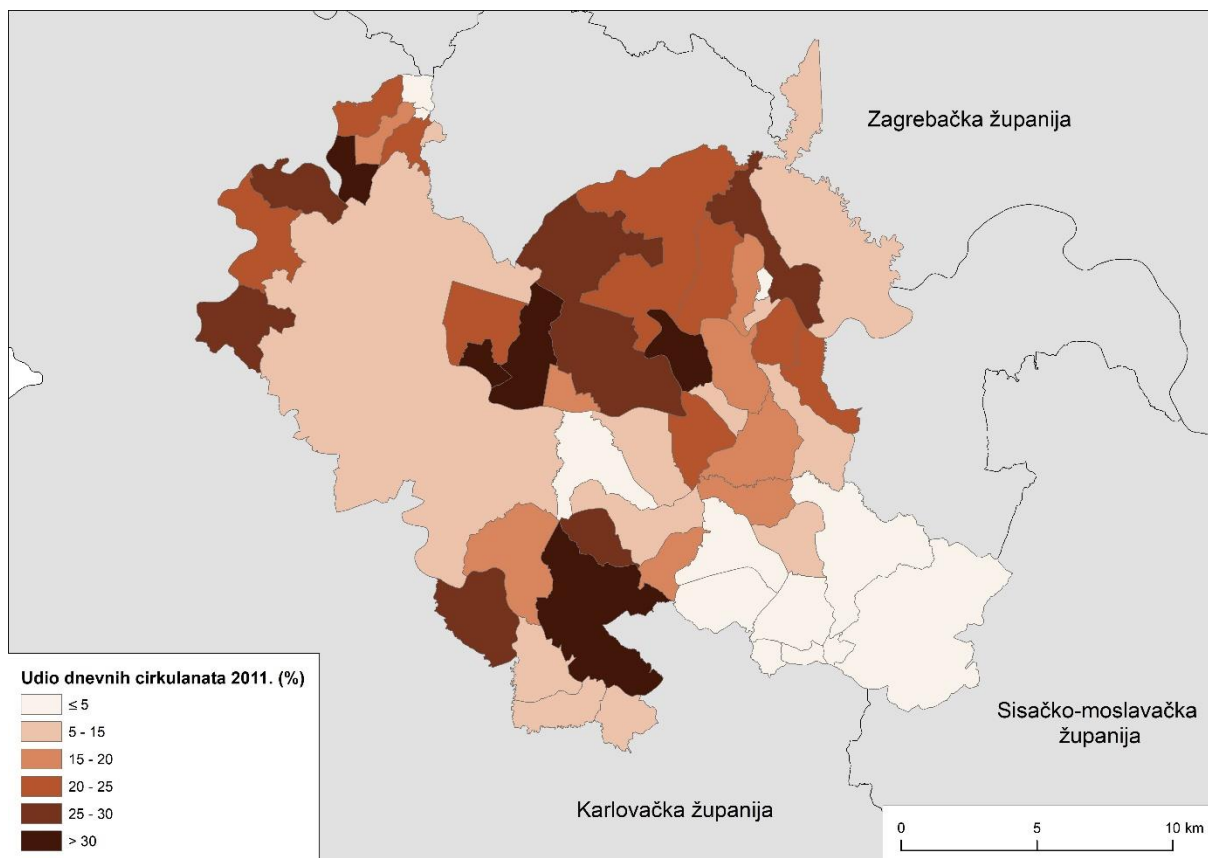 Zagrebačka županija
Sisačko-moslavačka
županija
Karlovačka županija
Udio dnevnih cirkulanata 2011. (%)
≤ 5
5 - 15
15 - 20
20 - 25
25 - 30
> 30
0 5 10 km